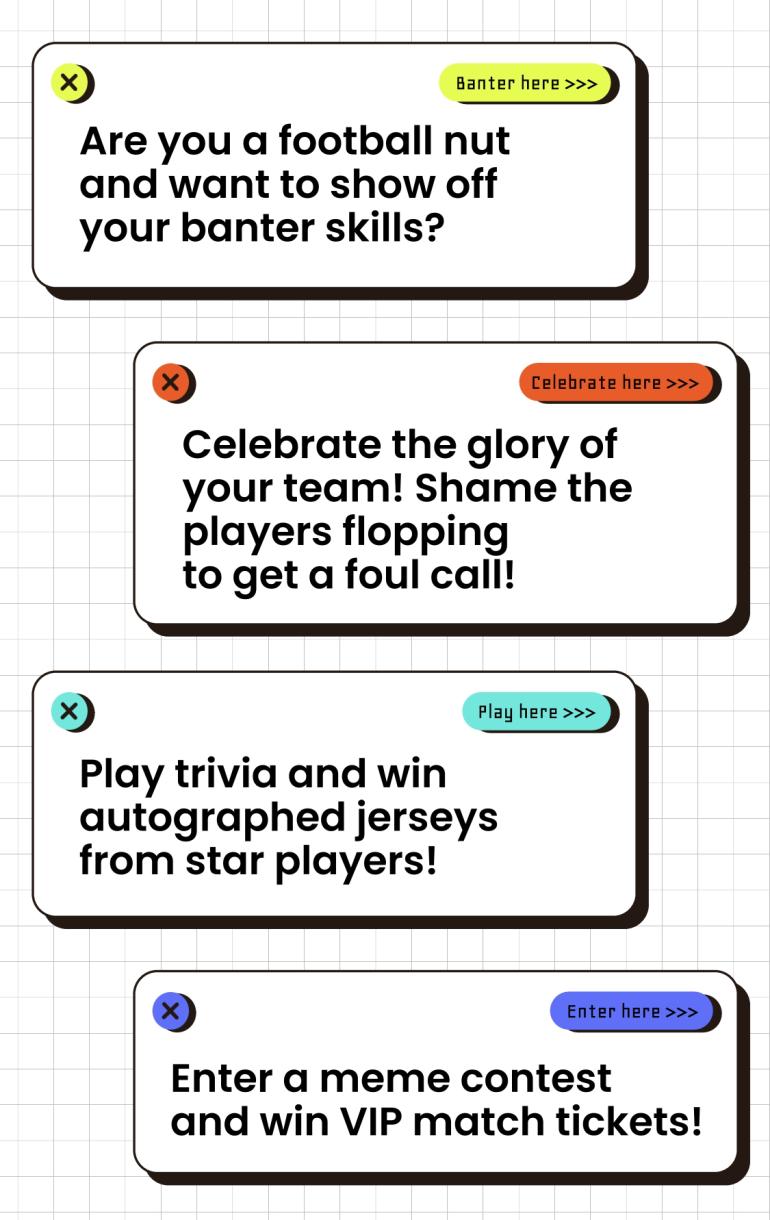 Banter here >>>
Are you a football nut
and want to show off
your banter skills?
Celebrate here >>>
Celebrate the glory of
your team! Shame the
players flopping
to get a foul call!
Play here >>>
Play trivia and win
autographed jerseys
from star players!
Enter here >>>
Enter a meme contest
and win VIP match tickets!